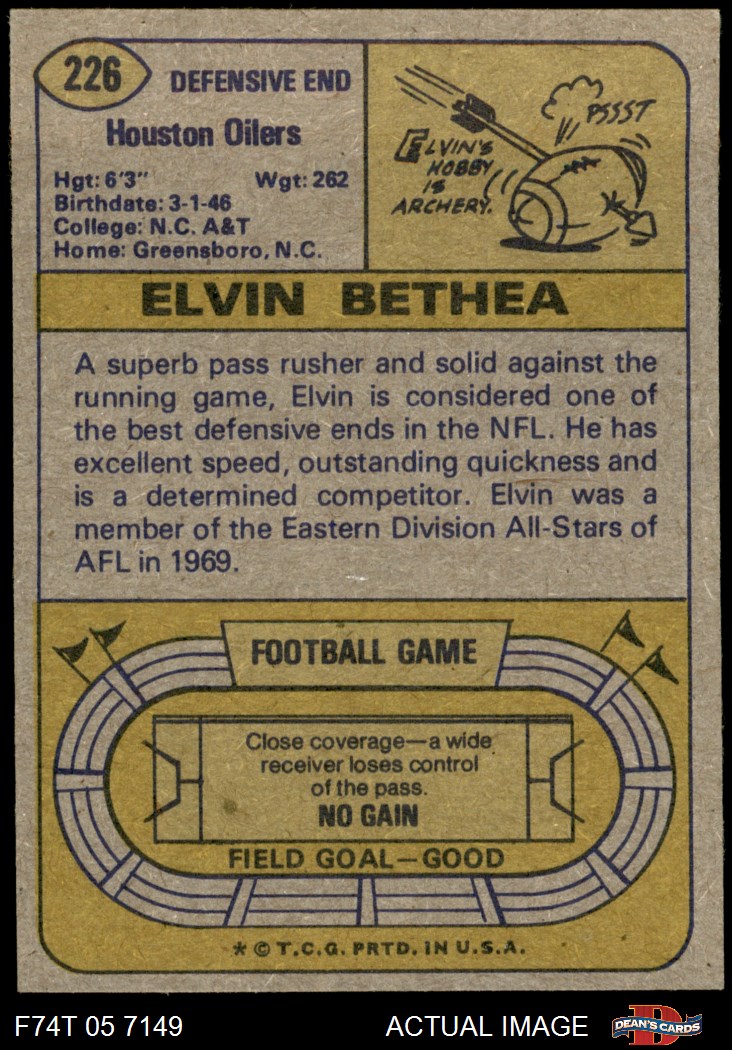 226
DEFENSIVE END
Houston Oilers
Hgt: 6'3" Wgt: 262
Birthdate: 3-1-46
College: N.C. A&T
Home: Greensboro, N.C.
PSSST
ELVIN'S
HOBBY
IS
ARCHERY.
ELVIN BETHEA
A superb pass rusher and solid against the
running game, Elvin is considered one of
the best defensive ends in the NFL. He has
excellent speed, outstanding quickness and
is a determined competitor. Elvin was a
member of the Eastern Division All-Stars of
AFL in 1969.
FOOTBALL GAME
Close coverage—a wide
receiver loses control
of the pass.
NO GAIN
FIELD GOAL—GOOD
* © T.C.G. PRTD. IN U.S.A.
F74T 05 7149 ACTUAL IMAGE
D
DEAN'S CARDS